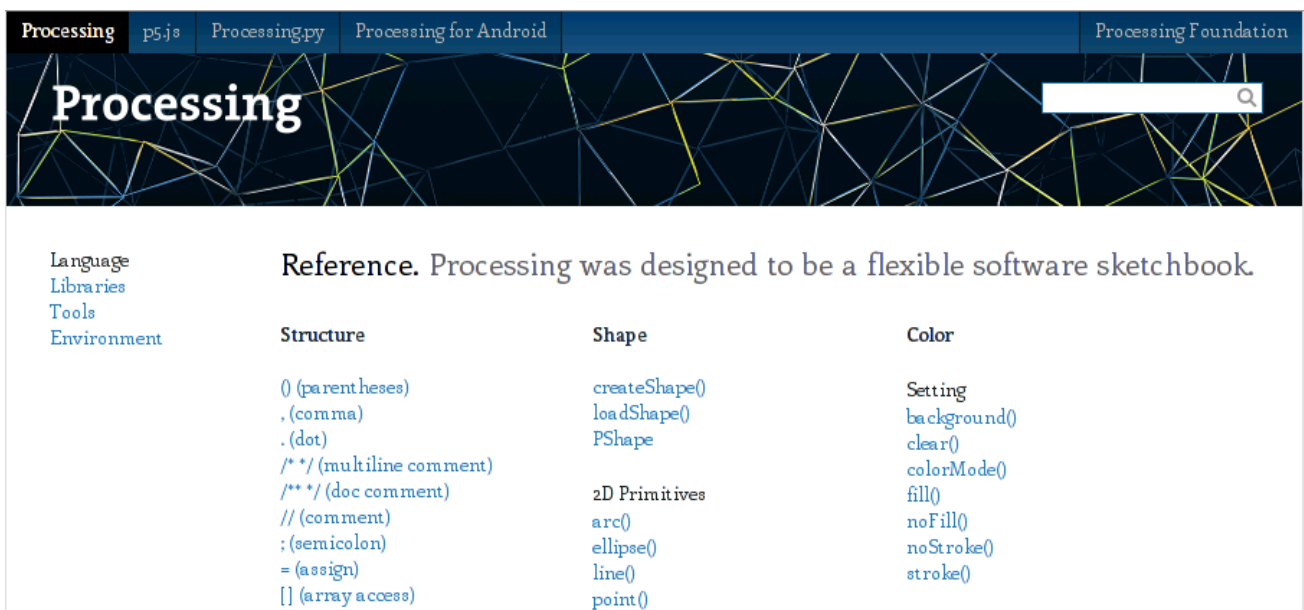 Processing p5.js Processing.py Processing for Android Processing Foundation
Processing
Language
Libraries
Tools
Environment
Reference. Processing was designed to be a flexible software sketchbook.
Structure
() (parentheses)
, (comma)
. (dot)
/* */ (multiline comment)
/** */ (doc comment)
// (comment)
; (semicolon)
= (assign)
[] (array access)
Shape
createShape()
loadShape()
PShape
2D Primitives
arc()
ellipse()
line()
point()
Color
Setting
background()
clear()
colorMode()
fill()
noFill()
noStroke()
stroke()